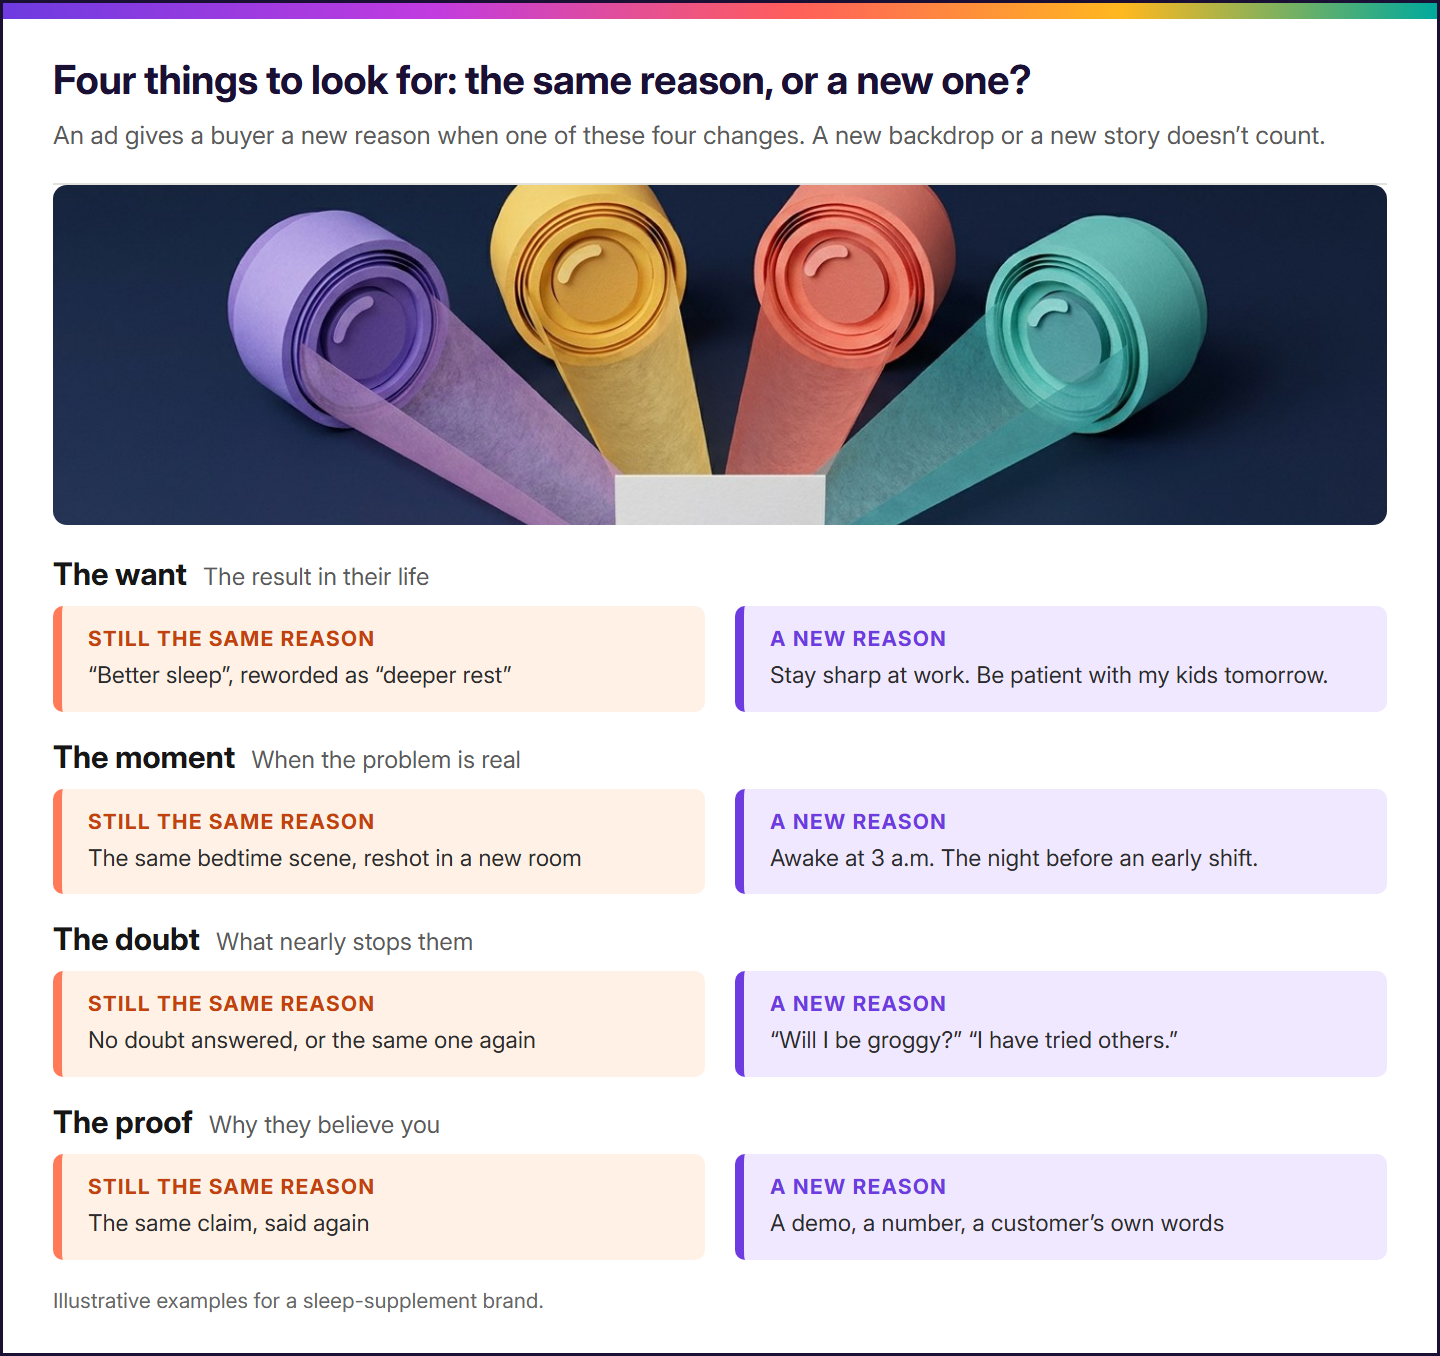 Four things to look for: the same reason, or a new one?
An ad gives a buyer a new reason when one of these four changes. A new backdrop or a new story doesn’t count.
The want The result in their life
STILL THE SAME REASON
“Better sleep”, reworded as “deeper rest”
A NEW REASON
Stay sharp at work. Be patient with my kids tomorrow.
The moment When the problem is real
STILL THE SAME REASON
The same bedtime scene, reshot in a new room
A NEW REASON
Awake at 3 a.m. The night before an early shift.
The doubt What nearly stops them
STILL THE SAME REASON
No doubt answered, or the same one again
A NEW REASON
“Will I be groggy?” “I have tried others.”
The proof Why they believe you
STILL THE SAME REASON
The same claim, said again
A NEW REASON
A demo, a number, a customer’s own words
Illustrative examples for a sleep-supplement brand.